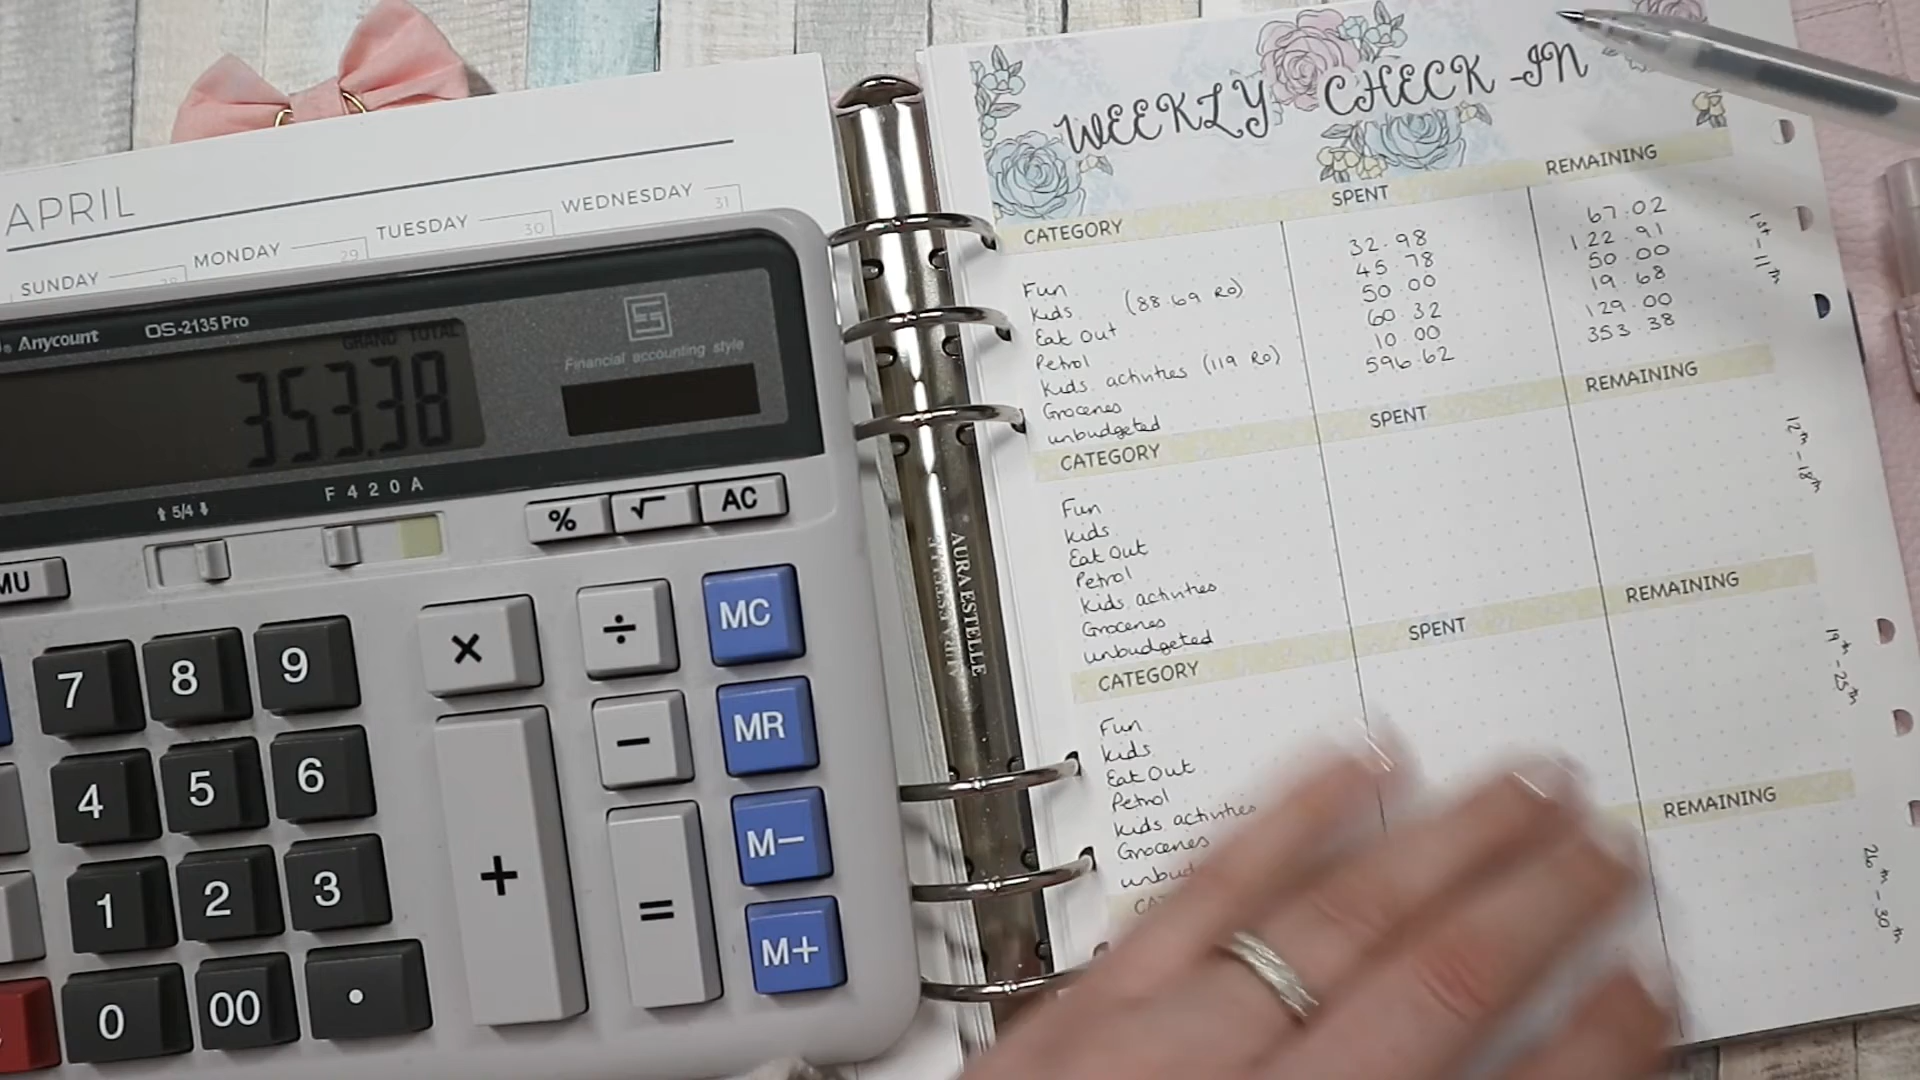 APRIL
SUNDAY
MONDAY 29
TUESDAY 30
WEDNESDAY 31
Anycount OS-2135 Pro
GRAND TOTAL
353.38
Financial accounting style
5/4
F 4 2 0 A
% √ AC
MU
7 8 9 × ÷ MC
4 5 6 − MR
1 2 3 + = M−
0 00 • M+
AURA ESTELLE
WEEKLY CHECK-IN
CATEGORY SPENT REMAINING
Fun 32.98 67.02
Kids (88.69 RO) 45.78 122.91
Eat Out 50.00 50.00
Petrol 60.32 19.68
Kids activities (119 RO) 10.00 129.00
Groceries 596.62 353.38
unbudgeted
1st - 11th
CATEGORY SPENT REMAINING
Fun
Kids
Eat Out
Petrol
Kids activities
Groceries
unbudgeted
12th - 18th
CATEGORY SPENT REMAINING
Fun
Kids
Eat Out
Petrol
Kids activities
Groceries
19th - 25th
REMAINING
26th - 30th